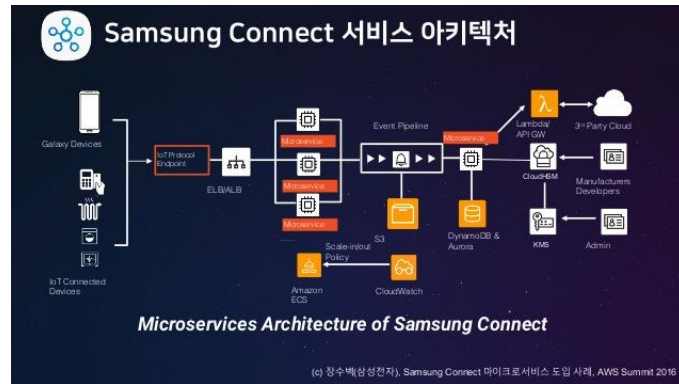 Samsung Connect 서비스 아키텍처
Galaxy Devices
IoT Connected
Devices
IoT Protocol
Endpoint
ELB/ALB
Microservice
Microservice
Microservice
.....
Event Pipeline
S3
Microservice
DynamoDB &
Aurora
Lambda/
API GW
3rd Party Cloud
CloudHSM
Manufacturers
Developers
KMS
Admin
Scale-in/out
Policy
Amazon
ECS
CloudWatch
Microservices Architecture of Samsung Connect
(c) 장수백(삼성전자), Samsung Connect 마이크로서비스 도입 사례, AWS Summit 2016